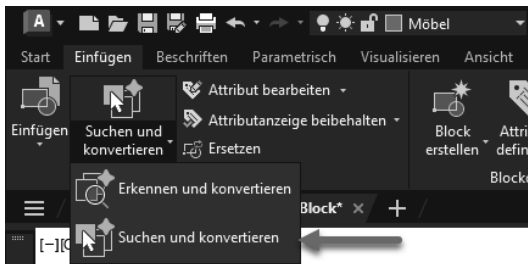 A Möbel
Start Einfügen Beschriften Parametrisch Visualisieren Ansicht
Attribut bearbeiten
Attributanzeige beibehalten
Ersetzen
Einfügen
Suchen und
konvertieren
Block
erstellen
Attri
defin
Blockd
Erkennen und konvertieren
Block* × +
Suchen und konvertieren
[−][